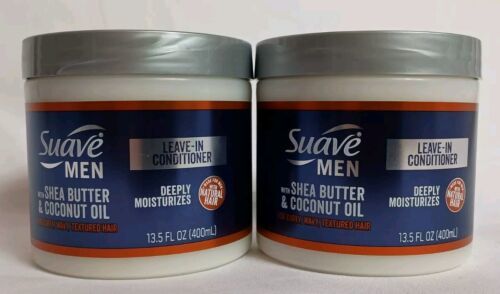 Suave
MEN
LEAVE-IN
CONDITIONER
WITH SHEA BUTTER
& COCONUT OIL
DEEPLY
MOISTURIZES
NATURAL
HAIR
WAVY, TEXTURED HAIR
13.5 FL OZ (400mL)
Suave
MEN
LEAVE-IN
CONDITIONER
WITH SHEA BUTTER
& COCONUT OIL
DEEPLY
MOISTURIZES
WITH
NATURAL
HAIR
FOR CURLY, WAVY, TEXTURED HAIR
13.5 FL OZ (400mL)